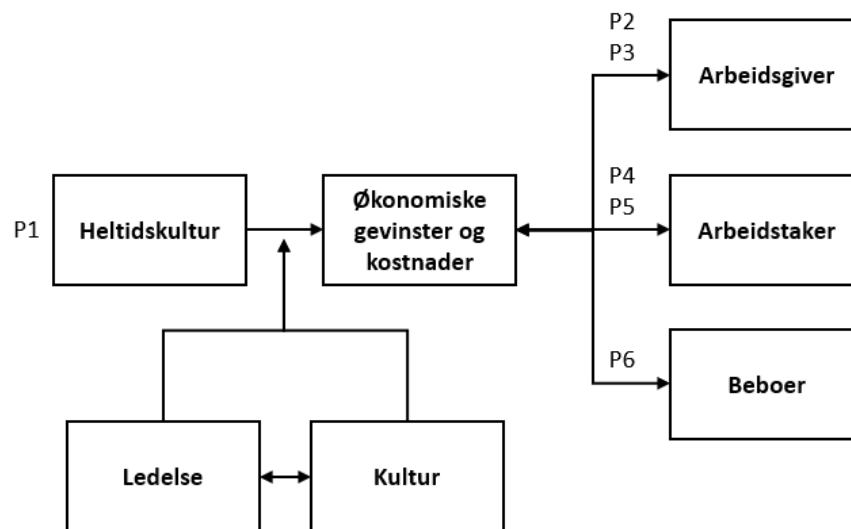 P2
P3
Arbeidsgiver
P1
Heltidskultur
Økonomiske
gevinster og
kostnader
P4
P5
Arbeidstaker
P6
Beboer
Ledelse
Kultur